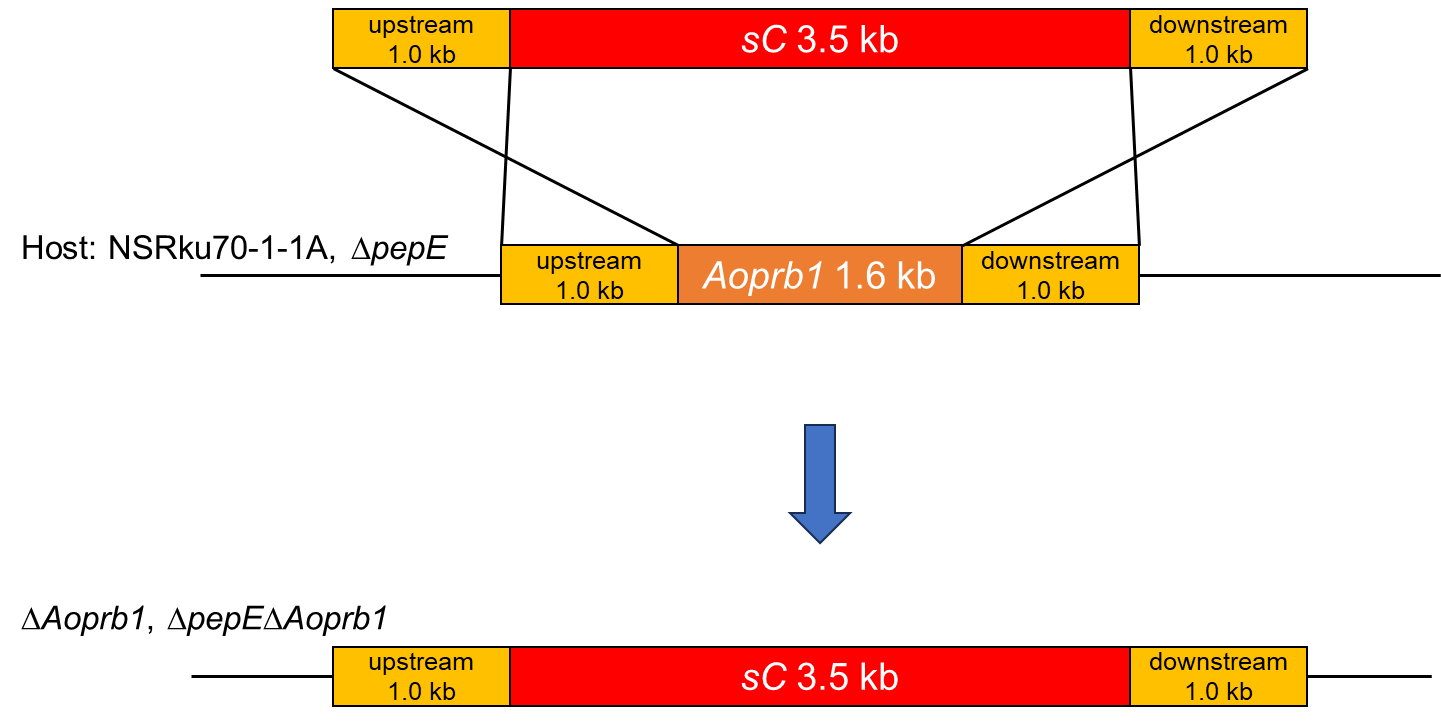 upstream
1.0 kb
sC 3.5 kb
downstream
1.0 kb
Host: NSRku70-1-1A, ΔpepE
upstream
1.0 kb
Aoprb1 1.6 kb
downstream
1.0 kb
ΔAoprb1, ΔpepEΔAoprb1
upstream
1.0 kb
sC 3.5 kb
downstream
1.0 kb